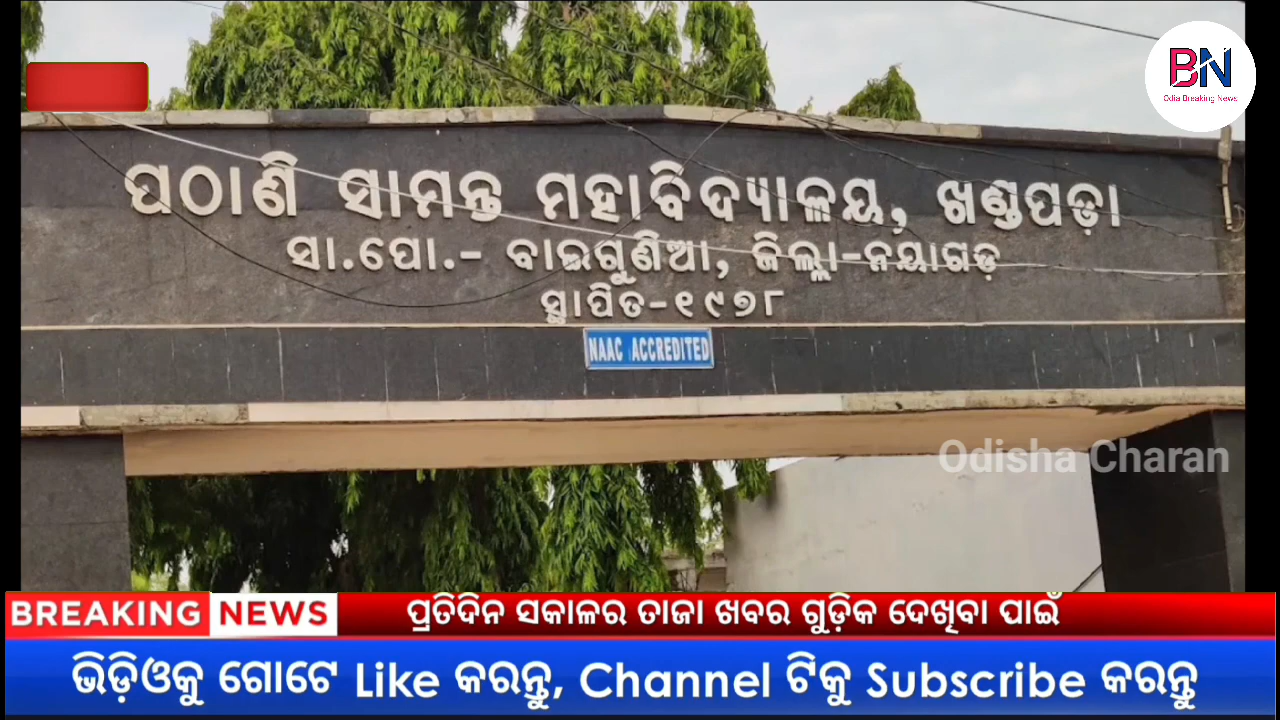 BN
Odia Breaking News
ପଠାଣି ସାମନ୍ତ ମହାବିଦ୍ୟାଳୟ, ଖଣ୍ଡପଡ଼ା
ସା.ପୋ.- ବାଇଗୁଣିଆ, ଜିଲ୍ଲା-ନୟାଗଡ଼
ସ୍ଥାପିତ-୧୯୭୮
NAAC ACCREDITED
Odisha Charan
BREAKING NEWS ପ୍ରତିଦିନ ସକାଳର ତାଜା ଖବର ଗୁଡ଼ିକ ଦେଖିବା ପାଇଁ
ଭିଡ଼ିଓକୁ ଗୋଟେ Like କରନ୍ତୁ, Channel ଟିକୁ Subscribe କରନ୍ତୁ